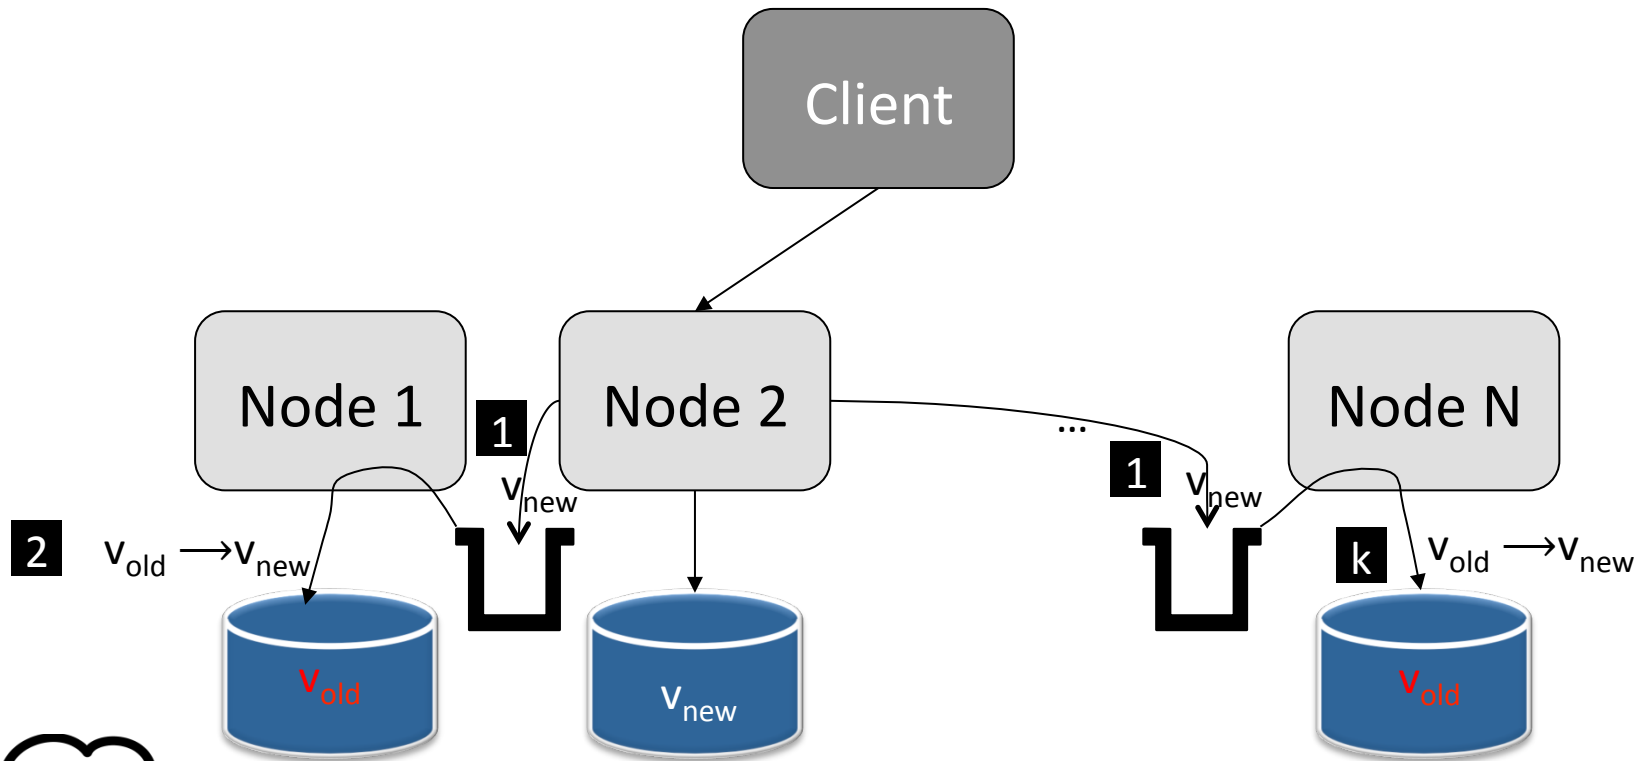 Client
Node 1
Node 2
Node N
1
...
1
vnew
vnew
2
vold → vnew
k
vold → vnew
vold
vnew
vold